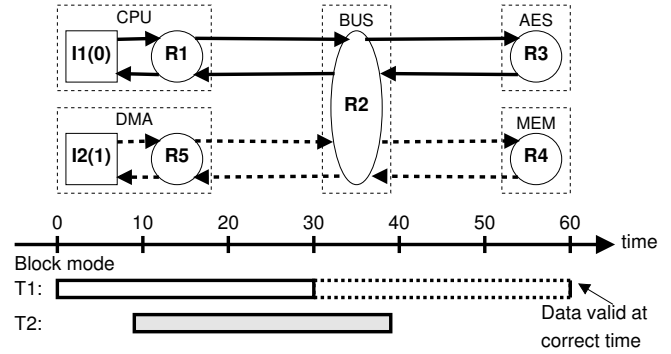 CPU BUS AES
I1(0) R1 R3
R2
DMA MEM
I2(1) R5 R4
0 10 20 30 40 50 60
time
Block mode
T1:
T2:
Data valid at
correct time